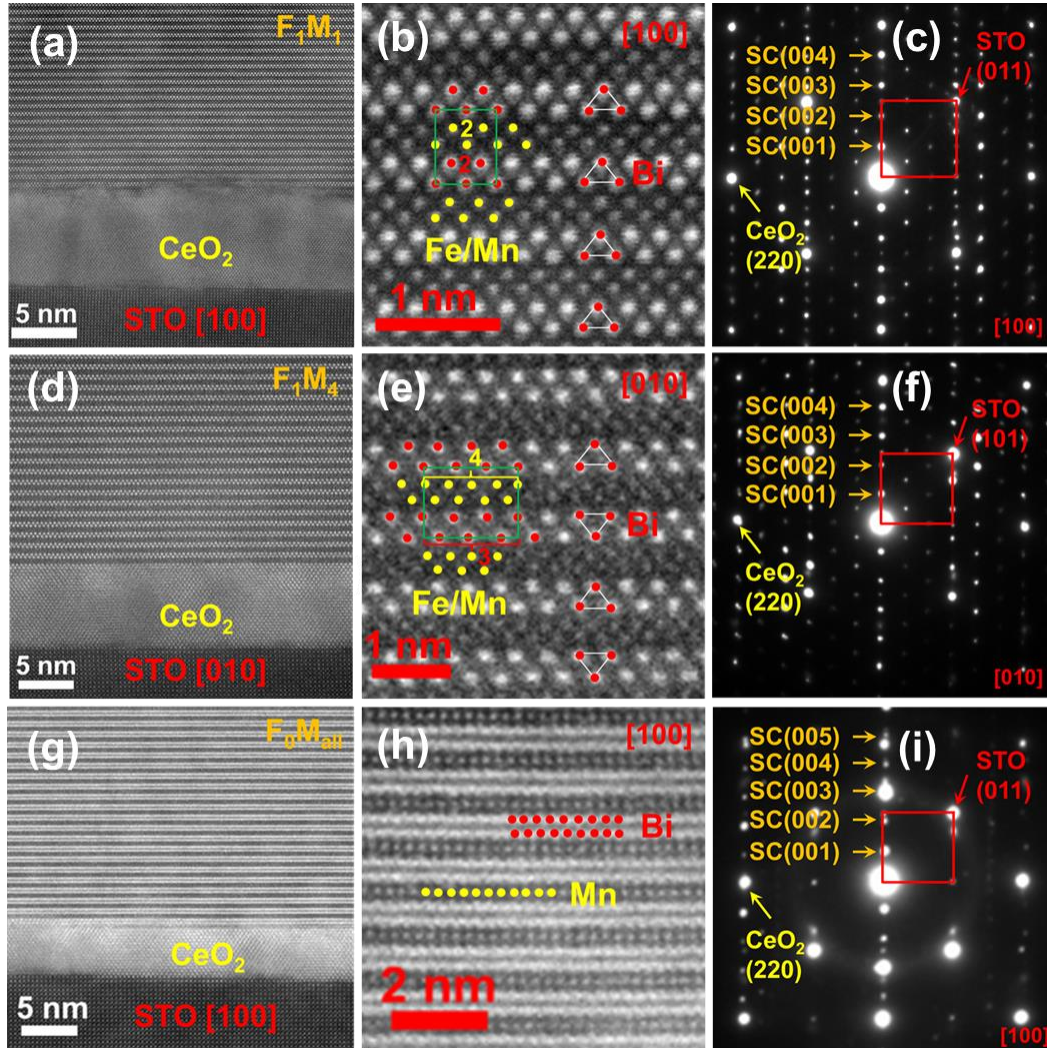 (a)
F₁M₁
CeO₂
5 nm
STO [100]
(b)
[100]
2
2
Bi
Fe/Mn
1 nm
(c)
SC(004)
SC(003)
SC(002)
SC(001)
STO
(011)
CeO₂
(220)
[100]
(d)
F₁M₄
CeO₂
5 nm
STO [010]
(e)
[010]
4
Bi
3
Fe/Mn
1 nm
(f)
SC(004)
SC(003)
SC(002)
SC(001)
STO
(101)
CeO₂
(220)
[010]
(g)
F₀Mₐₗₗ
CeO₂
5 nm
STO [100]
(h)
[100]
Bi
Mn
2 nm
(i)
SC(005)
SC(004)
SC(003)
SC(002)
SC(001)
STO
(011)
CeO₂
(220)
[100]